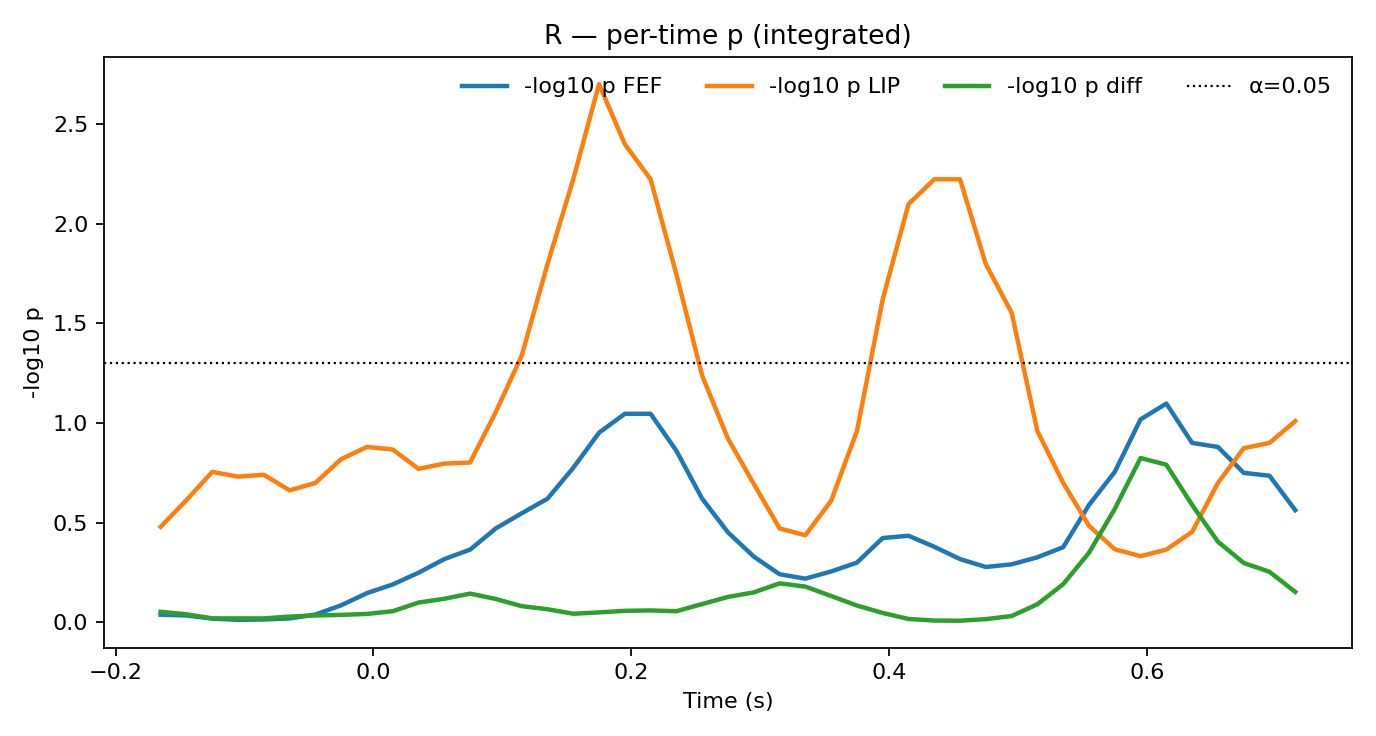 R — per-time p (integrated)
-log10 p FEF -log10 p LIP -log10 p diff α=0.05
2.5
2.0
1.5
1.0
0.5
0.0
-log10 p
−0.2 0.0 0.2 0.4 0.6
Time (s)